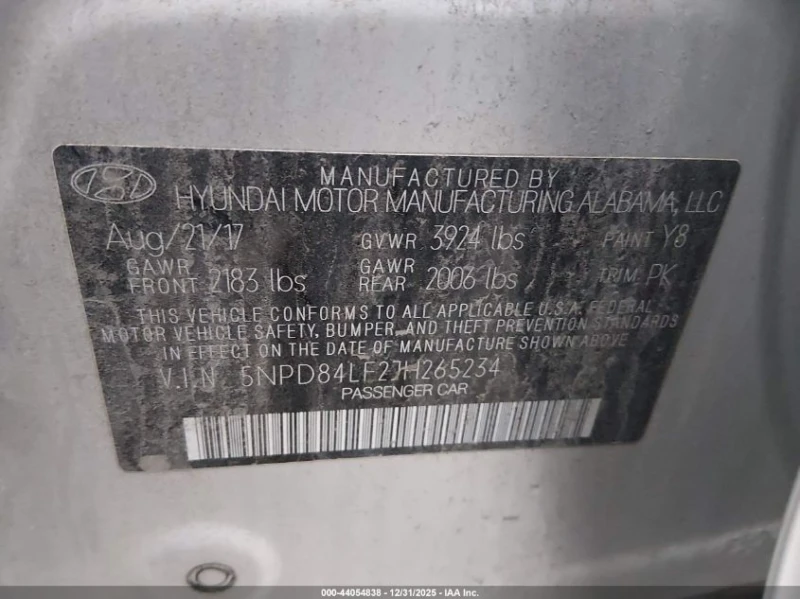 MANUFACTURED BY
HYUNDAI MOTOR MANUFACTURING ALABAMA, LLC
Aug/21/17 GVWR 3924 lbs PAINT Y8
GAWR FRONT 2183 lbs GAWR REAR 2006 lbs TRIM PK
THIS VEHICLE CONFORMS TO ALL APPLICABLE U.S.A. FEDERAL
MOTOR VEHICLE SAFETY, BUMPER, AND THEFT PREVENTION STANDARDS
IN EFFECT ON THE DATE OF MANUFACTURE SHOWN ABOVE
V.I.N 5NPD84LF2JH265234
PASSENGER CAR
000-44054838 - 12/31/2025 - IAA Inc.